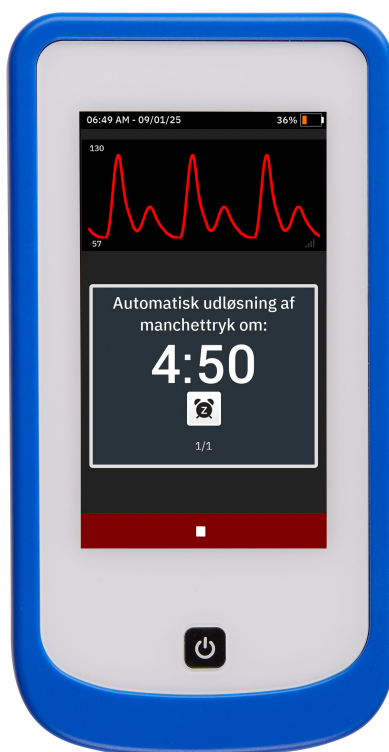 06:49 AM - 09/01/25 36%
130
57
Automatisk udløsning af
manchettryk om:
4:50
Z
1/1